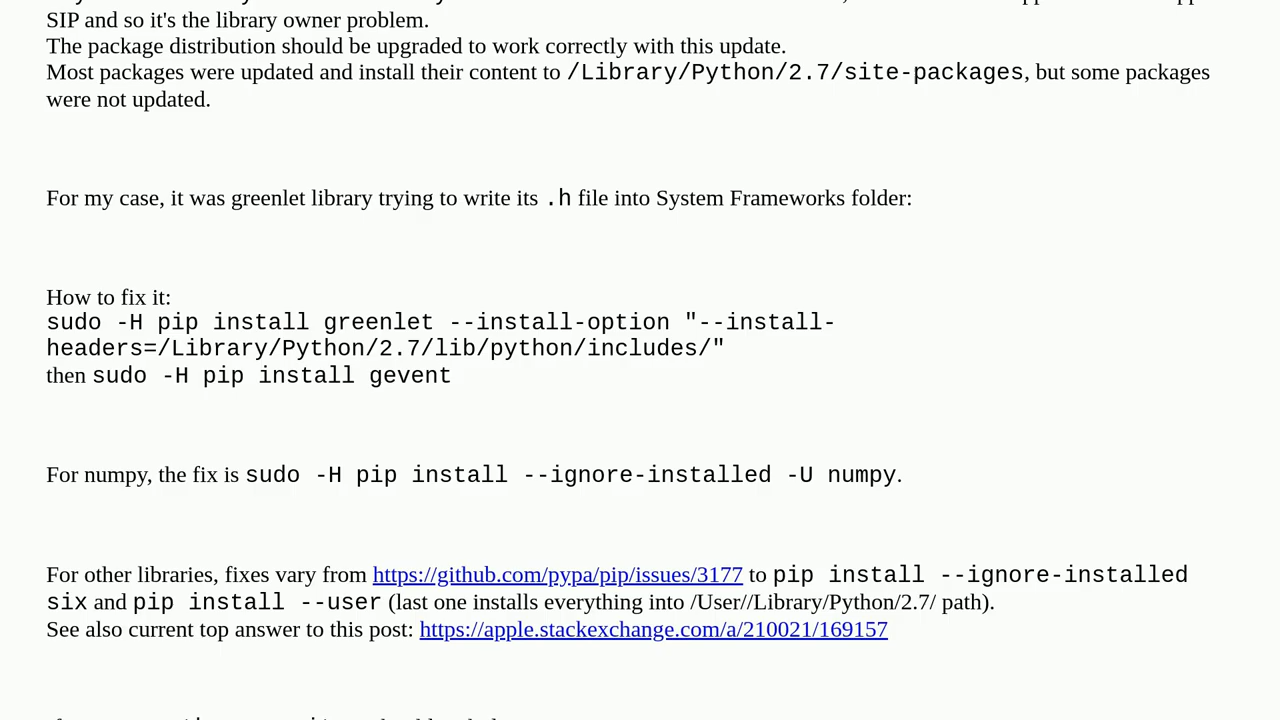 SIP and so it's the library owner problem.
The package distribution should be upgraded to work correctly with this update.
Most packages were updated and install their content to /Library/Python/2.7/site-packages, but some packages
were not updated.
For my case, it was greenlet library trying to write its .h file into System Frameworks folder:
How to fix it:
sudo -H pip install greenlet --install-option "--install-
headers=/Library/Python/2.7/lib/python/includes/"
then sudo -H pip install gevent
For numpy, the fix is sudo -H pip install --ignore-installed -U numpy.
For other libraries, fixes vary from https://github.com/pypa/pip/issues/3177 to pip install --ignore-installed
six and pip install --user (last one installs everything into /User//Library/Python/2.7/ path).
See also current top answer to this post: https://apple.stackexchange.com/a/210021/169157